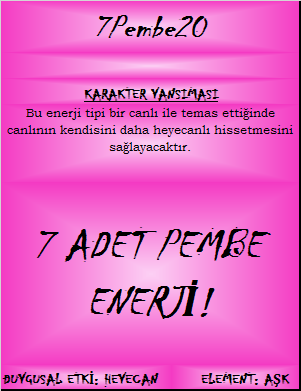 7Pembe20
KARAKTER YANSIMASI
Bu enerji tipi bir canlı ile temas ettiğinde
canlının kendisini daha heyecanlı hissetmesini
sağlayacaktır.
7 ADET PEMBE
ENERJİ!
DUYGUSAL ETKİ: HEYECAN ELEMENT: AŞK